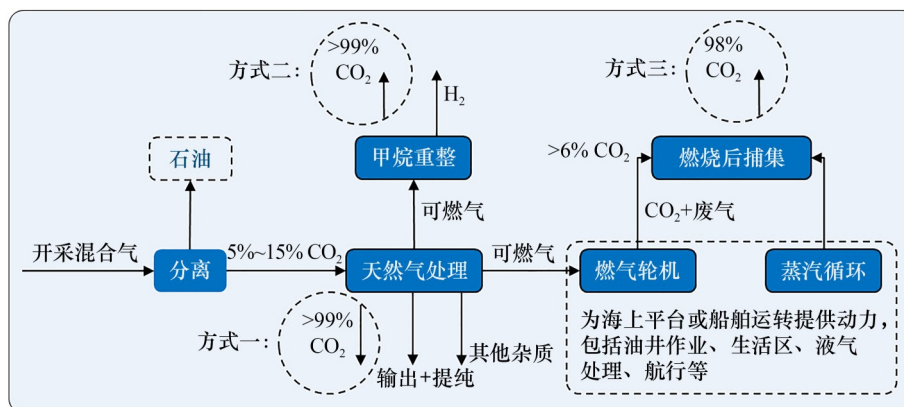 方式二:
>99%
CO₂
H₂
方式三:
98%
CO₂
石油
甲烷重整
>6% CO₂
燃烧后捕集
可燃气
CO₂+废气
开采混合气
分离
5%~15% CO₂
天然气处理
可燃气
燃气轮机
蒸汽循环
方式一:
>99%
CO₂
其他杂质
输出+提纯
为海上平台或船舶运转提供动力，
包括油井作业、生活区、液气
处理、航行等